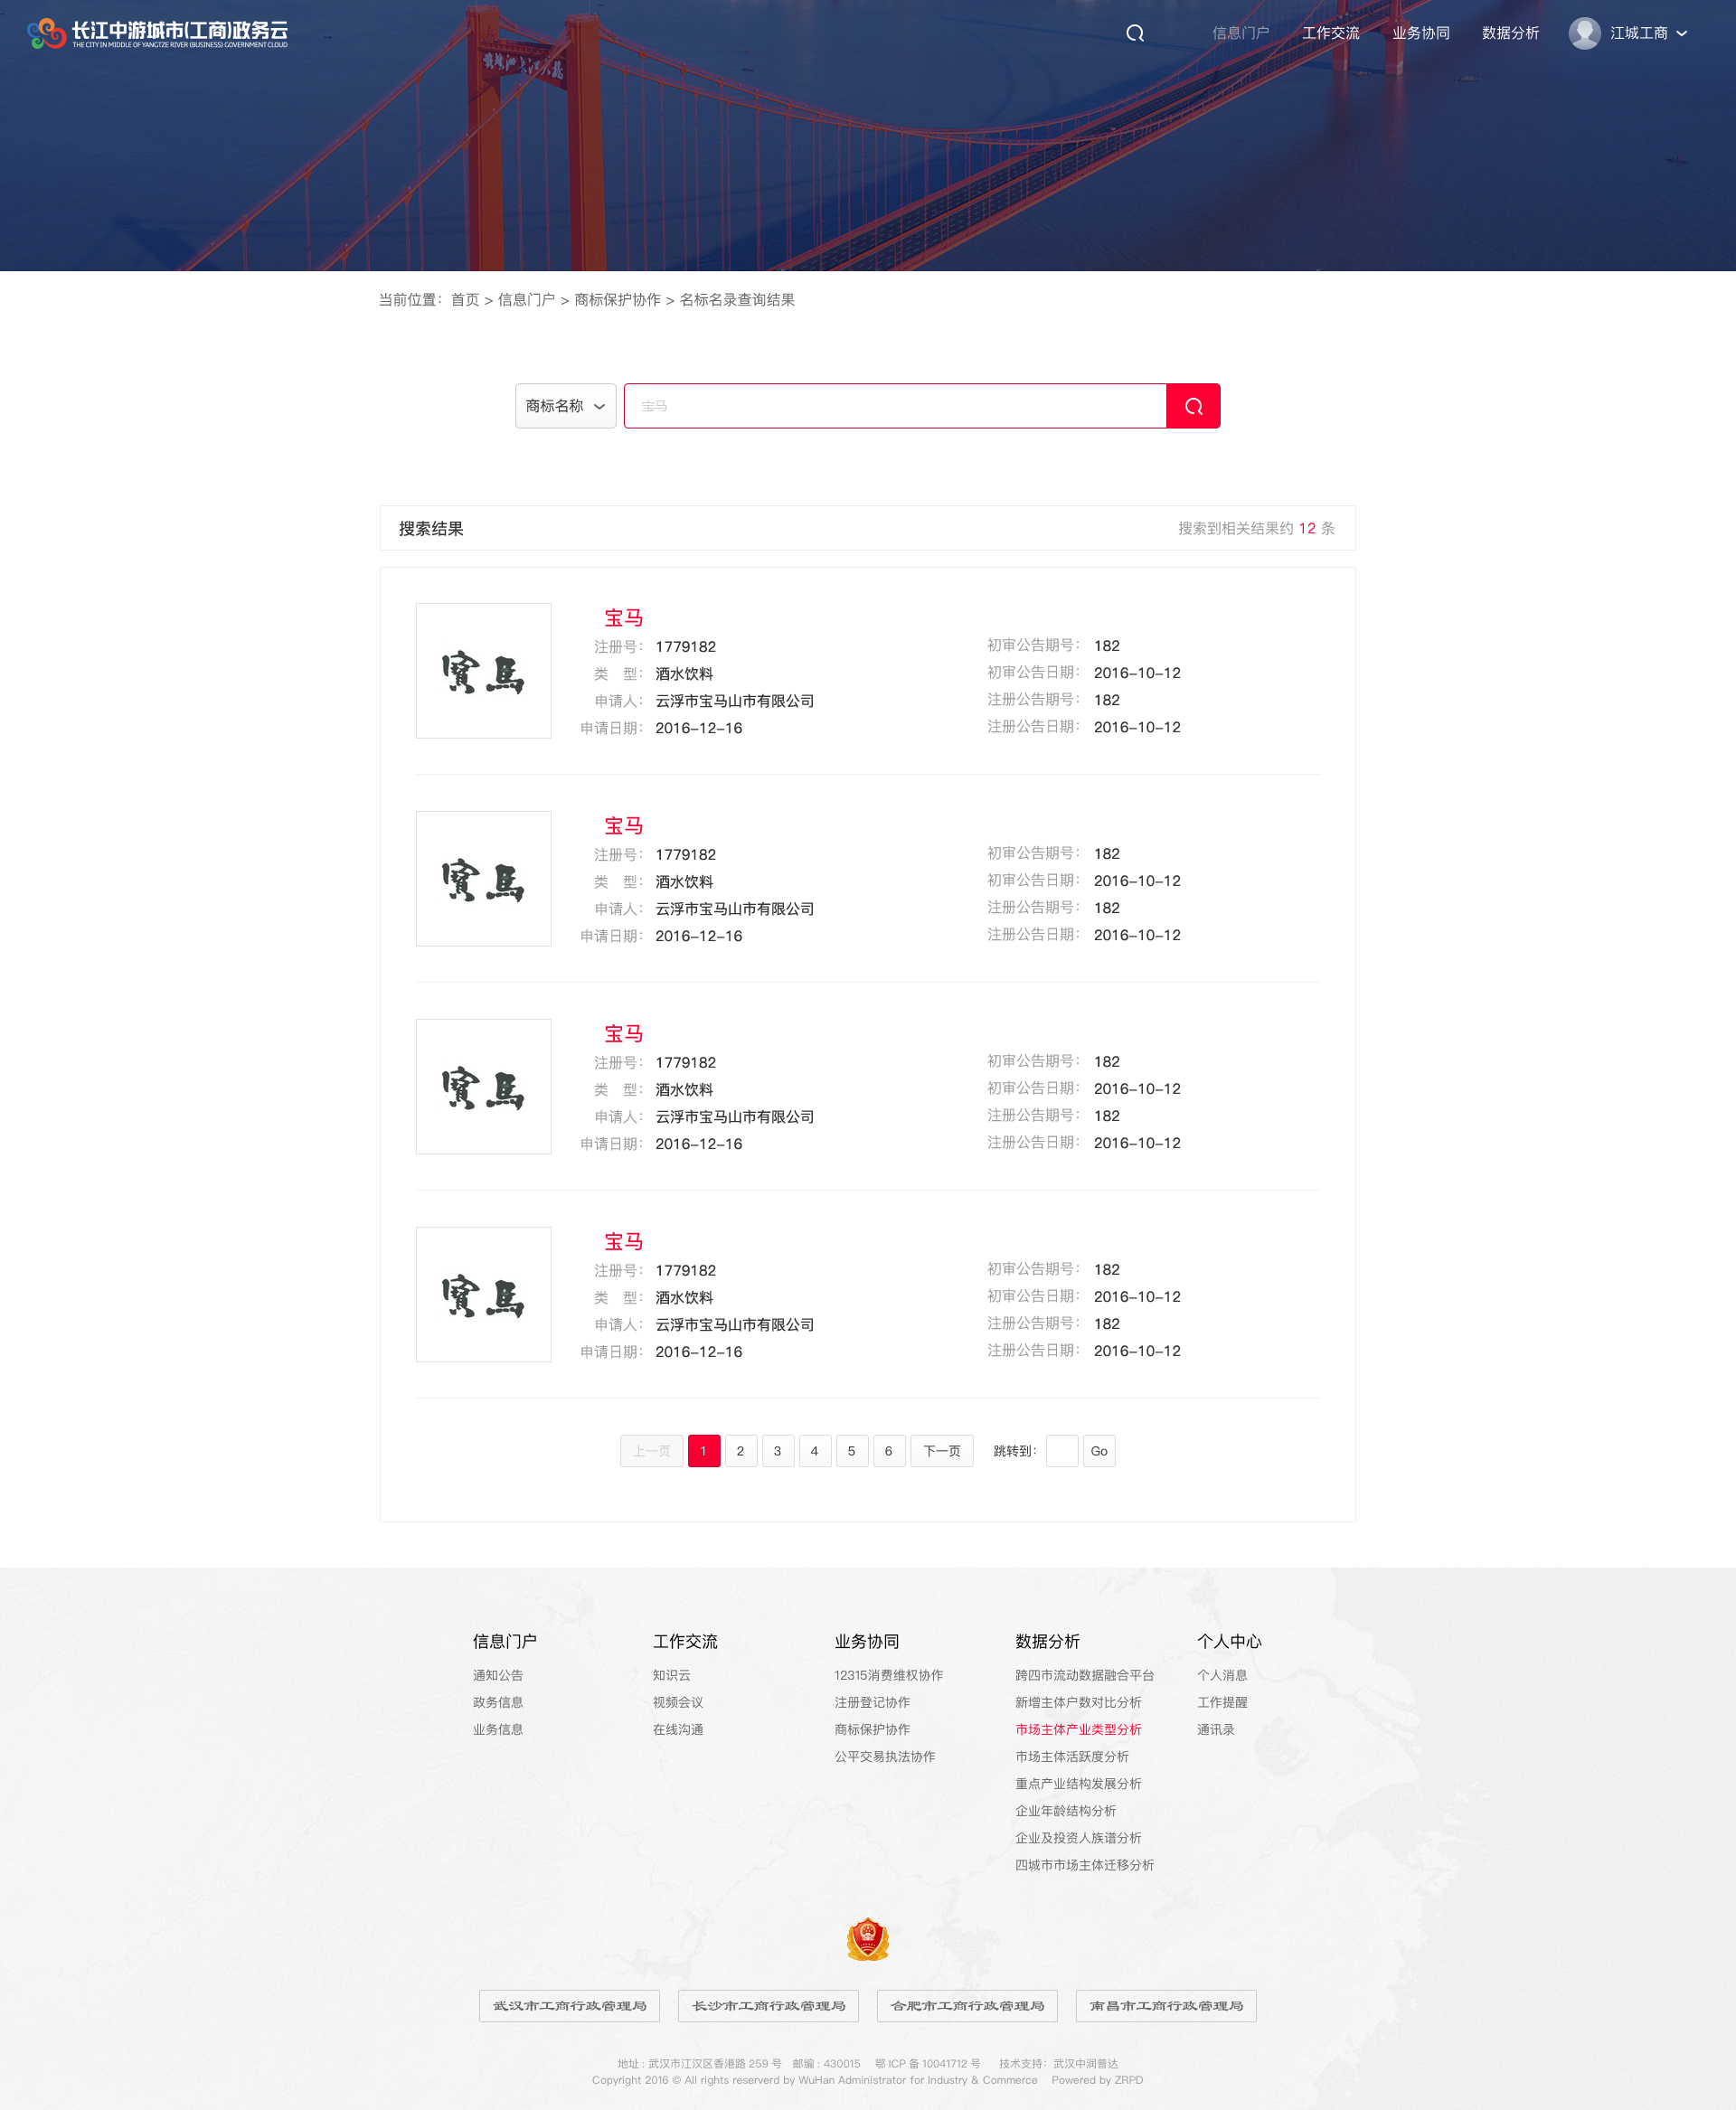 长江中游城市(工商)政务云
THE CITY IN MIDDLE OF YANGTZE RIVER (BUSINESS) GOVERNMENT CLOUD
信息门户 工作交流 业务协同 数据分析 江城工商
当前位置：首页 > 信息门户 > 商标保护协作 > 名标名录查询结果
商标名称 宝马
搜索结果 搜索到相关结果约 12 条
寳馬
宝马
注册号： 1779182 初审公告期号： 182
类 型： 酒水饮料 初审公告日期： 2016-10-12
申请人： 云浮市宝马山市有限公司 注册公告期号： 182
申请日期： 2016-12-16 注册公告日期： 2016-10-12
寳馬
宝马
注册号： 1779182 初审公告期号： 182
类 型： 酒水饮料 初审公告日期： 2016-10-12
申请人： 云浮市宝马山市有限公司 注册公告期号： 182
申请日期： 2016-12-16 注册公告日期： 2016-10-12
寳馬
宝马
注册号： 1779182 初审公告期号： 182
类 型： 酒水饮料 初审公告日期： 2016-10-12
申请人： 云浮市宝马山市有限公司 注册公告期号： 182
申请日期： 2016-12-16 注册公告日期： 2016-10-12
寳馬
宝马
注册号： 1779182 初审公告期号： 182
类 型： 酒水饮料 初审公告日期： 2016-10-12
申请人： 云浮市宝马山市有限公司 注册公告期号： 182
申请日期： 2016-12-16 注册公告日期： 2016-10-12
上一页 1 2 3 4 5 6 下一页 跳转到： Go
信息门户
通知公告
政务信息
业务信息
工作交流
知识云
视频会议
在线沟通
业务协同
12315消费维权协作
注册登记协作
商标保护协作
公平交易执法协作
数据分析
跨四市流动数据融合平台
新增主体户数对比分析
市场主体产业类型分析
市场主体活跃度分析
重点产业结构发展分析
企业年龄结构分析
企业及投资人族谱分析
四城市市场主体迁移分析
个人中心
个人消息
工作提醒
通讯录
武汉市工商行政管理局 长沙市工商行政管理局 合肥市工商行政管理局 南昌市工商行政管理局
地址 : 武汉市江汉区香港路 259 号 邮编 : 430015 鄂 ICP 备 10041712 号 技术支持：武汉中润普达
Copyright 2016 © All rights reserverd by WuHan Administrator for Industry & Commerce Powered by ZRPD